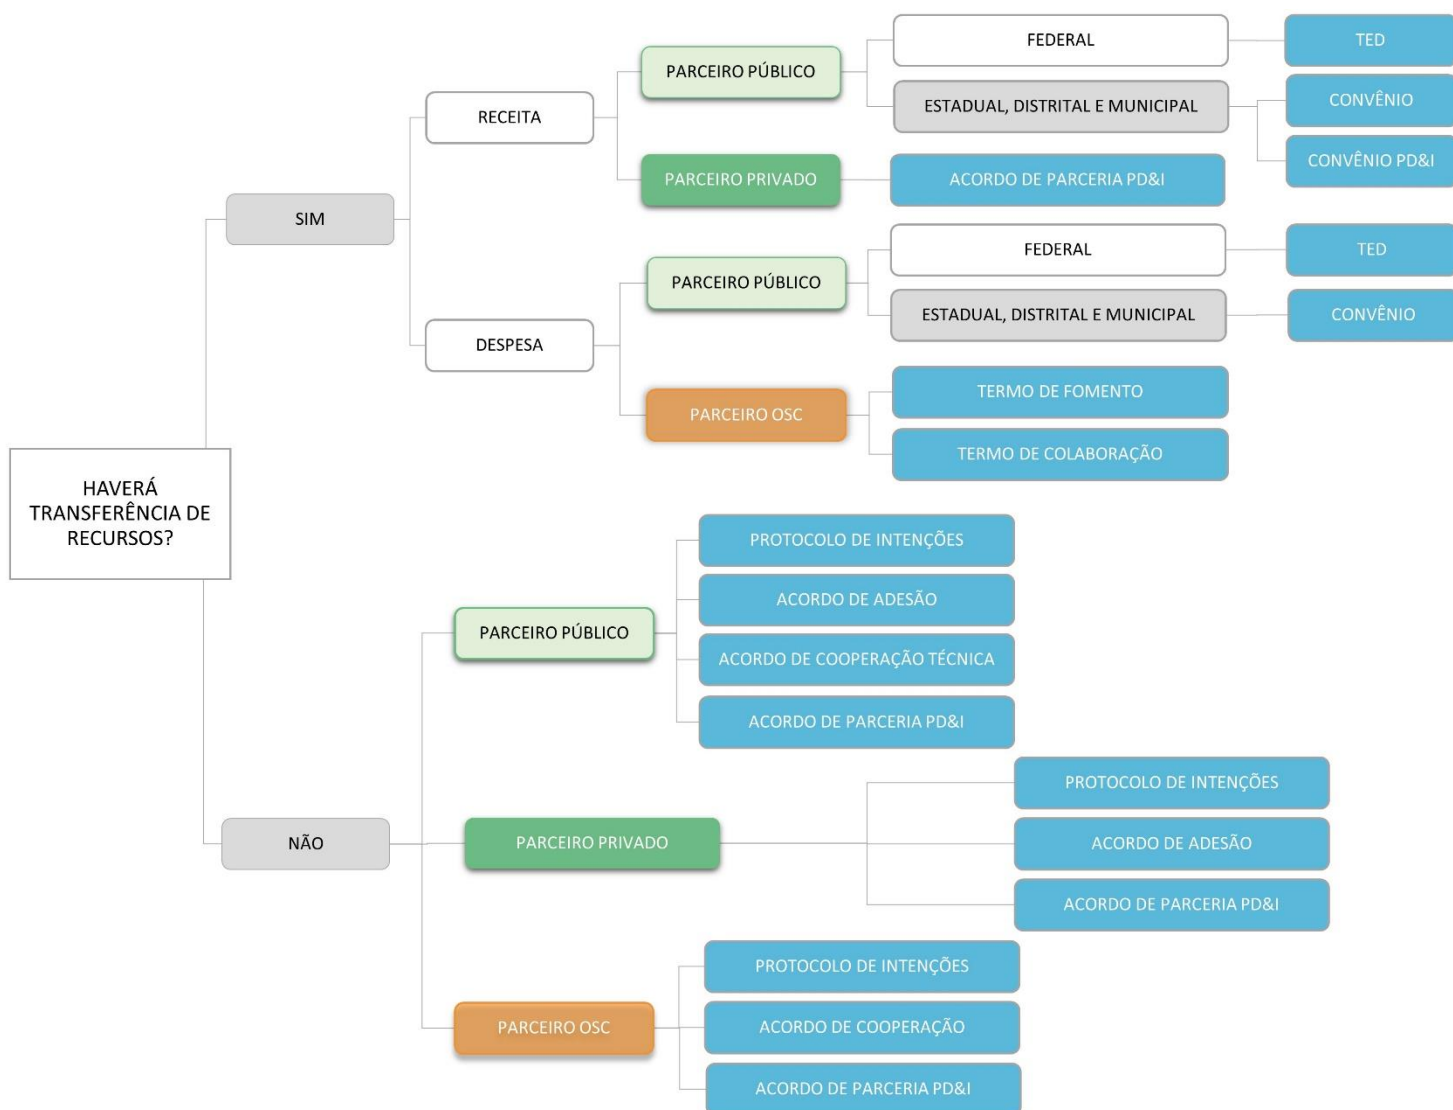 HAVERÁ
TRANSFERÊNCIA DE
RECURSOS?
SIM
RECEITA
PARCEIRO PÚBLICO
FEDERAL
TED
ESTADUAL, DISTRITAL E MUNICIPAL
CONVÊNIO
CONVÊNIO PD&I
PARCEIRO PRIVADO
ACORDO DE PARCERIA PD&I
DESPESA
PARCEIRO PÚBLICO
FEDERAL
TED
ESTADUAL, DISTRITAL E MUNICIPAL
CONVÊNIO
PARCEIRO OSC
TERMO DE FOMENTO
TERMO DE COLABORAÇÃO
NÃO
PARCEIRO PÚBLICO
PROTOCOLO DE INTENÇÕES
ACORDO DE ADESÃO
ACORDO DE COOPERAÇÃO TÉCNICA
ACORDO DE PARCERIA PD&I
PARCEIRO PRIVADO
PROTOCOLO DE INTENÇÕES
ACORDO DE ADESÃO
ACORDO DE PARCERIA PD&I
PARCEIRO OSC
PROTOCOLO DE INTENÇÕES
ACORDO DE COOPERAÇÃO
ACORDO DE PARCERIA PD&I